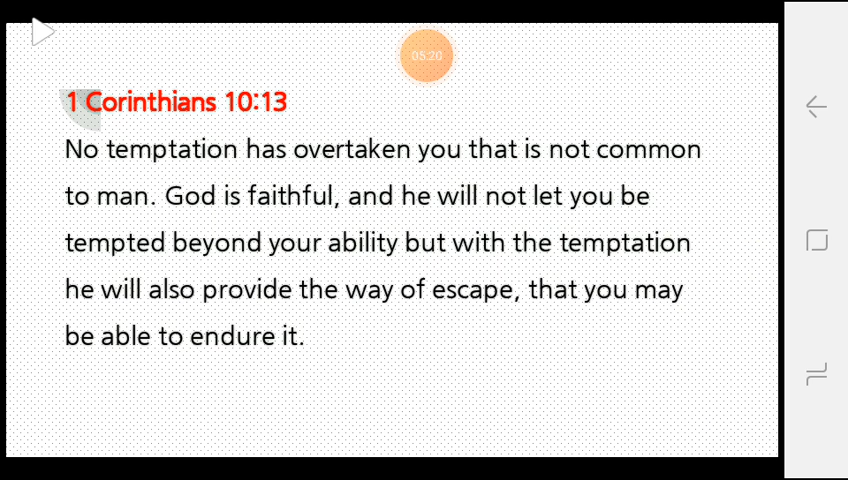 05:20
1 Corinthians 10:13
No temptation has overtaken you that is not common
to man. God is faithful, and he will not let you be
tempted beyond your ability but with the temptation
he will also provide the way of escape, that you may
be able to endure it.